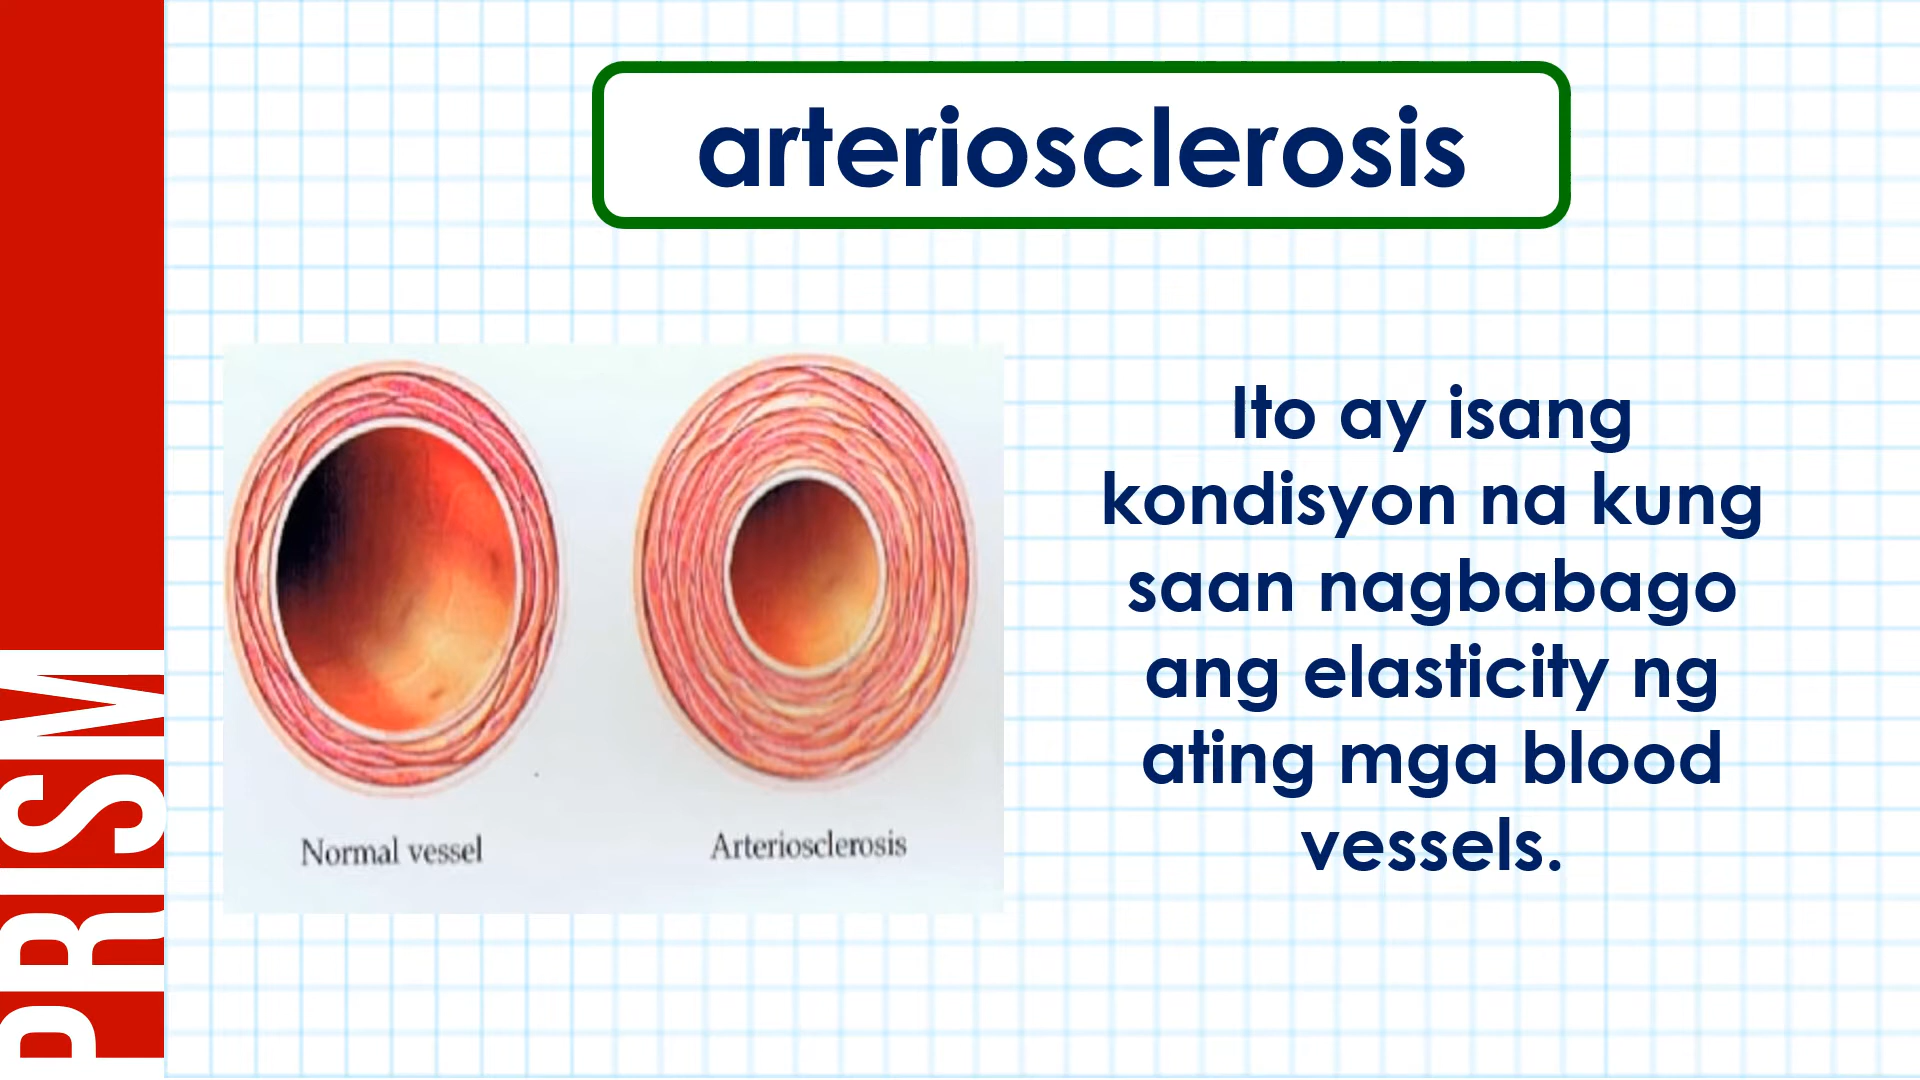 arteriosclerosis
Ito ay isang
kondisyon na kung
saan nagbabago
ang elasticity ng
ating mga blood
vessels.
Normal vessel
Arteriosclerosis
PRISM